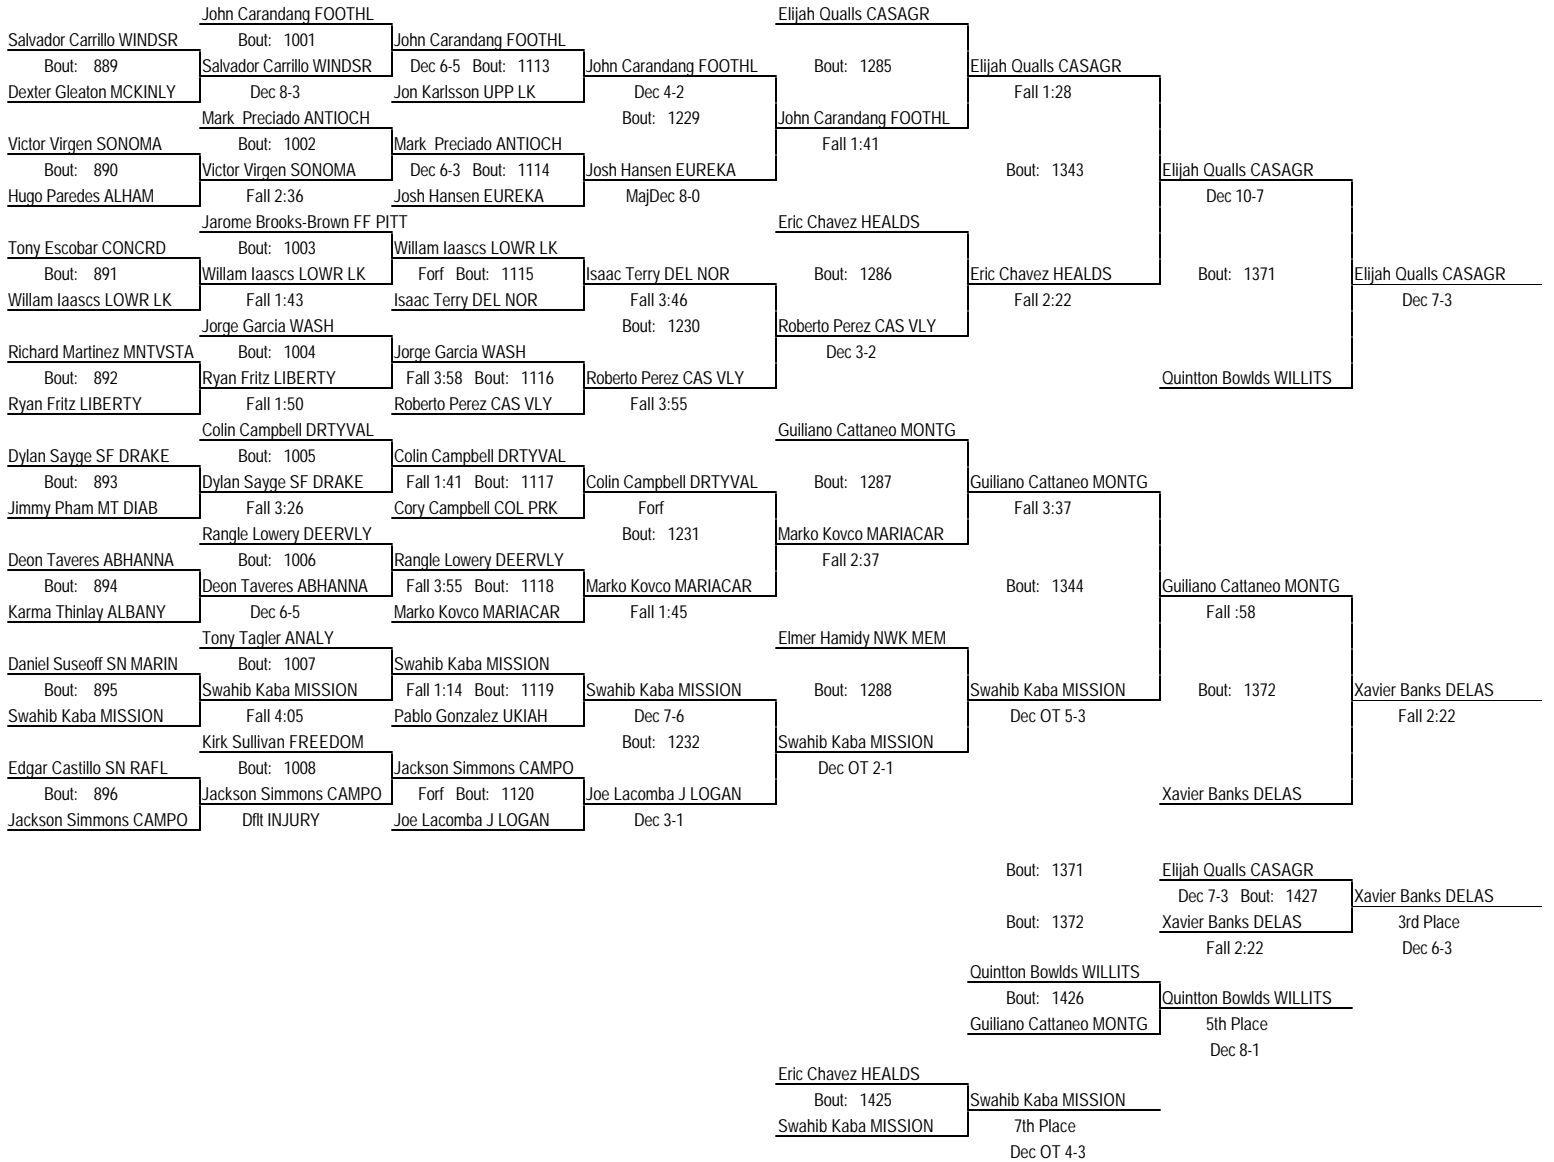 John Carandang FOOTHL Elijah Qualls CASAGR
Salvador Carrillo WINDSR Bout: 1001 John Carandang FOOTHL
Bout: 889 Salvador Carrillo WINDSR Dec 6-5 Bout: 1113 John Carandang FOOTHL Bout: 1285 Elijah Qualls CASAGR
Dexter Gleaton MCKINLY Dec 8-3 Jon Karlsson UPP LK Dec 4-2 Fall 1:28
Mark Preciado ANTIOCH Bout: 1229 John Carandang FOOTHL
Victor Virgen SONOMA Bout: 1002 Mark Preciado ANTIOCH Fall 1:41
Bout: 890 Victor Virgen SONOMA Dec 6-3 Bout: 1114 Josh Hansen EUREKA Bout: 1343 Elijah Qualls CASAGR
Hugo Paredes ALHAM Fall 2:36 Josh Hansen EUREKA MajDec 8-0 Dec 10-7
Jarome Brooks-Brown FF PITT Eric Chavez HEALDS
Tony Escobar CONCRD Bout: 1003 Willam Iaascs LOWR LK
Bout: 891 Willam Iaascs LOWR LK Forf Bout: 1115 Isaac Terry DEL NOR Bout: 1286 Eric Chavez HEALDS Bout: 1371 Elijah Qualls CASAGR
Willam Iaascs LOWR LK Fall 1:43 Isaac Terry DEL NOR Fall 3:46 Fall 2:22 Dec 7-3
Jorge Garcia WASH Bout: 1230 Roberto Perez CAS VLY
Richard Martinez MNTVSTA Bout: 1004 Jorge Garcia WASH Dec 3-2
Bout: 892 Ryan Fritz LIBERTY Fall 3:58 Bout: 1116 Roberto Perez CAS VLY Quintton Bowlds WILLITS
Ryan Fritz LIBERTY Fall 1:50 Roberto Perez CAS VLY Fall 3:55
Colin Campbell DRTYVAL Guiliano Cattaneo MONTG
Dylan Sayge SF DRAKE Bout: 1005 Colin Campbell DRTYVAL
Bout: 893 Dylan Sayge SF DRAKE Fall 1:41 Bout: 1117 Colin Campbell DRTYVAL Bout: 1287 Guiliano Cattaneo MONTG
Jimmy Pham MT DIAB Fall 3:26 Cory Campbell COL PRK Forf Fall 3:37
Rangle Lowery DEERVLY Bout: 1231 Marko Kovco MARIACAR
Deon Taveres ABHANNA Bout: 1006 Rangle Lowery DEERVLY Fall 2:37
Bout: 894 Deon Taveres ABHANNA Fall 3:55 Bout: 1118 Marko Kovco MARIACAR Bout: 1344 Guiliano Cattaneo MONTG
Karma Thinlay ALBANY Dec 6-5 Marko Kovco MARIACAR Fall 1:45 Fall :58
Tony Tagler ANALY Elmer Hamidy NWK MEM
Daniel Suseoff SN MARIN Bout: 1007 Swahib Kaba MISSION
Bout: 895 Swahib Kaba MISSION Fall 1:14 Bout: 1119 Swahib Kaba MISSION Bout: 1288 Swahib Kaba MISSION Bout: 1372 Xavier Banks DELAS
Swahib Kaba MISSION Fall 4:05 Pablo Gonzalez UKIAH Dec 7-6 Dec OT 5-3 Fall 2:22
Kirk Sullivan FREEDOM Bout: 1232 Swahib Kaba MISSION
Edgar Castillo SN RAFL Bout: 1008 Jackson Simmons CAMPO Dec OT 2-1
Bout: 896 Jackson Simmons CAMPO Forf Bout: 1120 Joe Lacomba J LOGAN Xavier Banks DELAS
Jackson Simmons CAMPO Dflt INJURY Joe Lacomba J LOGAN Dec 3-1
Bout: 1371 Elijah Qualls CASAGR
Dec 7-3 Bout: 1427 Xavier Banks DELAS
Bout: 1372 Xavier Banks DELAS 3rd Place
Fall 2:22 Dec 6-3
Quintton Bowlds WILLITS
Bout: 1426 Quintton Bowlds WILLITS
Guiliano Cattaneo MONTG 5th Place
Dec 8-1
Eric Chavez HEALDS
Bout: 1425 Swahib Kaba MISSION
Swahib Kaba MISSION 7th Place
Dec OT 4-3